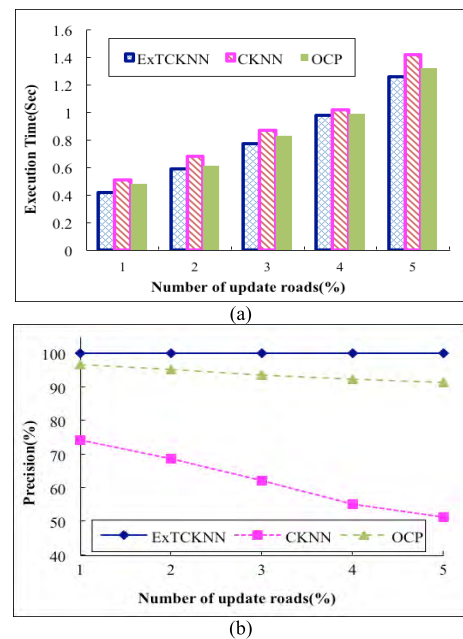 1.6
1.4
1.2
1
0.8
0.6
0.4
0.2
0
Execution Time(Sec)
ExTCKNN CKNN OCP
1 2 3 4 5
Number of update roads(%)
(a)
100
90
80
70
60
50
40
Precision(%)
ExTCKNN CKNN OCP
1 2 3 4 5
Number of update roads(%)
(b)